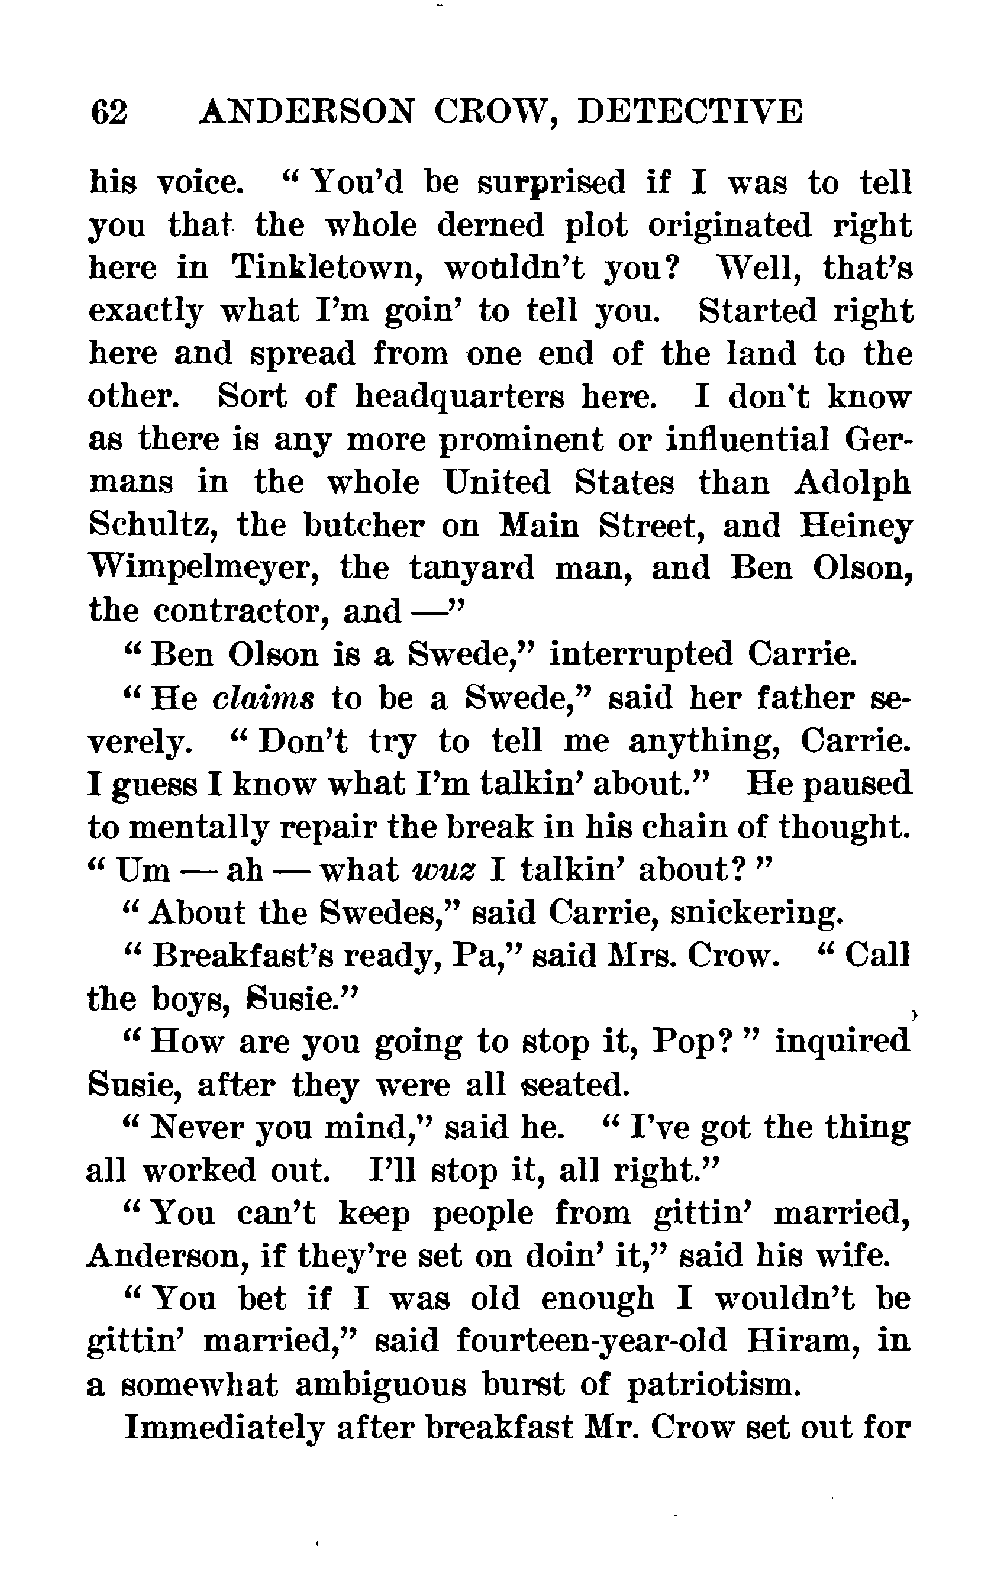 62 ANDERSON CROW, DETECTIVE
his voice. “ You’d be surprised if I was to tell
you that the whole derned plot originated right
here in Tinkletown, wouldn’t you? Well, that’s
exactly what I’m goin’ to tell you. Started right
here and spread from one end of the land to the
other. Sort of headquarters here. I don’t know
as there is any more prominent or influential Ger-
mans in the whole United States than Adolph
Schultz, the butcher on Main Street, and Heiney
Wimpelmeyer, the tanyard man, and Ben Olson,
the contractor, and —”
“ Ben Olson is a Swede,” interrupted Carrie.
“ He claims to be a Swede,” said her father se-
verely. “ Don’t try to tell me anything, Carrie.
I guess I know what I’m talkin’ about.” He paused
to mentally repair the break in his chain of thought.
“ Um — ah — what wuz I talkin’ about? ”
“ About the Swedes,” said Carrie, snickering.
“ Breakfast’s ready, Pa,” said Mrs. Crow. “ Call
the boys, Susie.”
“ How are you going to stop it, Pop? ” inquired
Susie, after they were all seated.
“ Never you mind,” said he. “ I’ve got the thing
all worked out. I’ll stop it, all right.”
“ You can’t keep people from gittin’ married,
Anderson, if they’re set on doin’ it,” said his wife.
“ You bet if I was old enough I wouldn’t be
gittin’ married,” said fourteen-year-old Hiram, in
a somewhat ambiguous burst of patriotism.
Immediately after breakfast Mr. Crow set out for